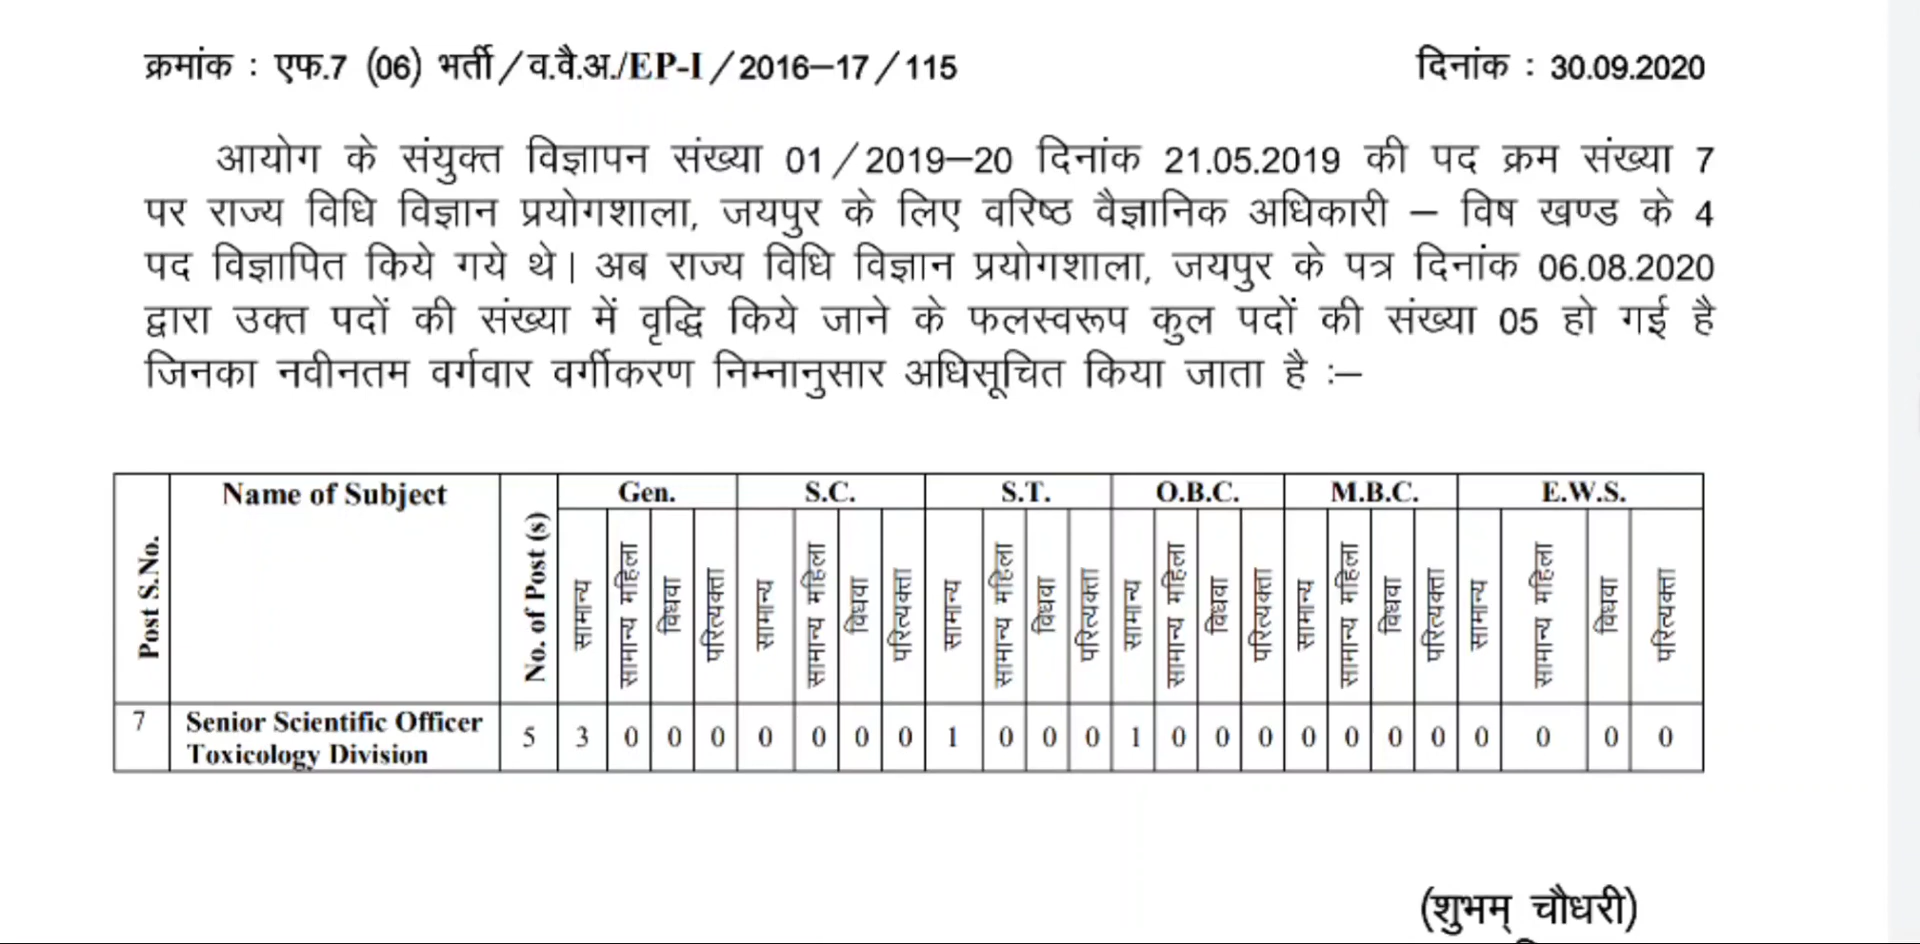 क्रमांक : एफ.7 (06) भर्ती/व.वै.अ./EP-I/2016–17/115 दिनांक : 30.09.2020
आयोग के संयुक्त विज्ञापन संख्या 01/2019–20 दिनांक 21.05.2019 की पद क्रम संख्या 7
पर राज्य विधि विज्ञान प्रयोगशाला, जयपुर के लिए वरिष्ठ वैज्ञानिक अधिकारी – विष खण्ड के 4
पद विज्ञापित किये गये थे। अब राज्य विधि विज्ञान प्रयोगशाला, जयपुर के पत्र दिनांक 06.08.2020
द्वारा उक्त पदों की संख्या में वृद्धि किये जाने के फलस्वरूप कुल पदों की संख्या 05 हो गई है
जिनका नवीनतम वर्गवार वर्गीकरण निम्नानुसार अधिसूचित किया जाता है :–
Post S.No. Name of Subject No. of Post (s) Gen. S.C. S.T. O.B.C. M.B.C. E.W.S.
सामान्य सामान्य महिला विधवा परित्यक्ता सामान्य सामान्य महिला विधवा परित्यक्ता सामान्य सामान्य महिला विधवा परित्यक्ता सामान्य सामान्य महिला विधवा परित्यक्ता सामान्य सामान्य महिला विधवा परित्यक्ता सामान्य सामान्य महिला विधवा परित्यक्ता
7 Senior Scientific Officer
Toxicology Division 5 3 0 0 0 0 0 0 0 1 0 0 0 1 0 0 0 0 0 0 0 0 0 0 0
(शुभम् चौधरी)